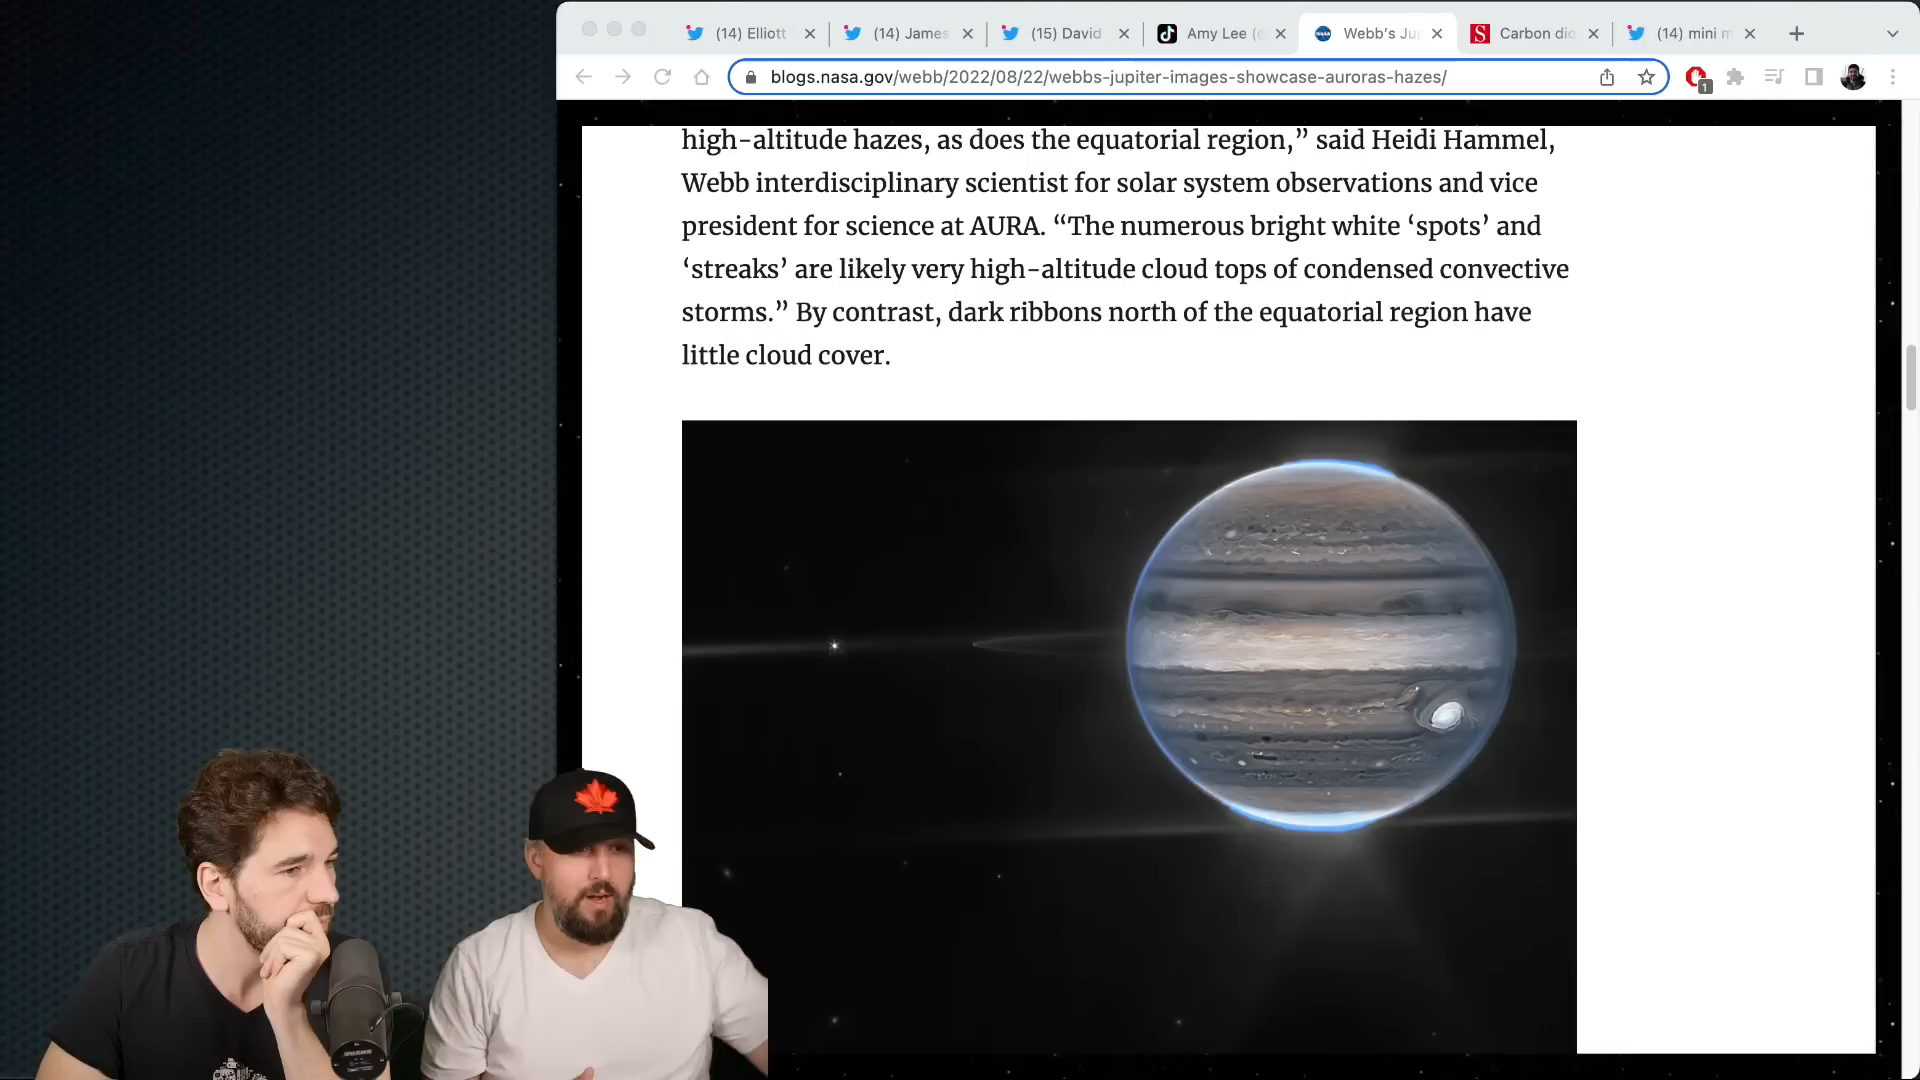 (14) Elliott
(14) James
(15) David
Amy Lee (
Webb's Ju
Carbon dio
(14) mini m
blogs.nasa.gov/webb/2022/08/22/webbs-jupiter-images-showcase-auroras-hazes/
1
high-altitude hazes, as does the equatorial region,” said Heidi Hammel,
Webb interdisciplinary scientist for solar system observations and vice
president for science at AURA. “The numerous bright white ‘spots’ and
‘streaks’ are likely very high-altitude cloud tops of condensed convective
storms.” By contrast, dark ribbons north of the equatorial region have
little cloud cover.